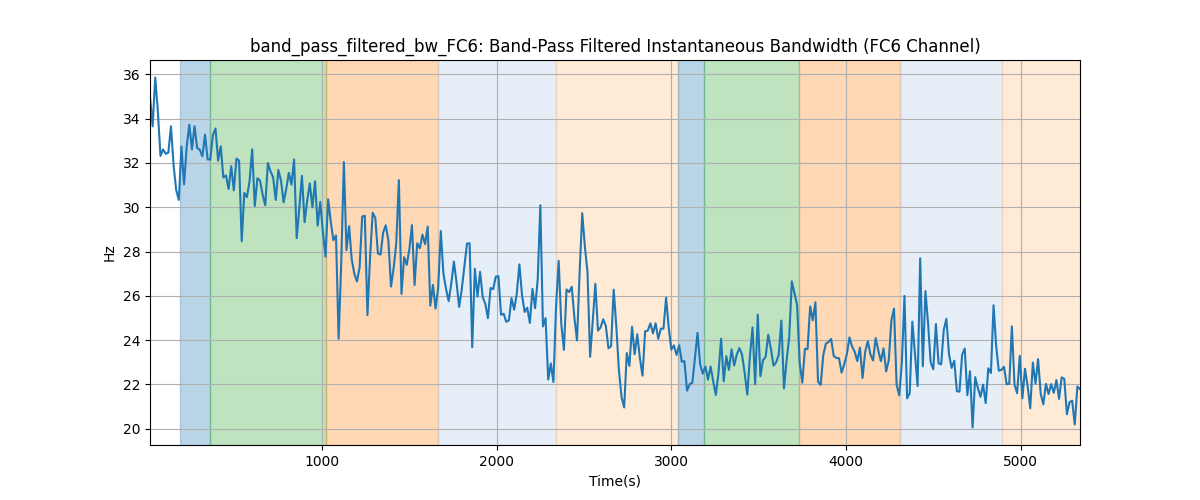 band_pass_filtered_bw_FC6: Band-Pass Filtered Instantaneous Bandwidth (FC6 Channel)
36
34
32
30
28
26
24
22
20
Hz
1000 2000 3000 4000 5000
Time(s)